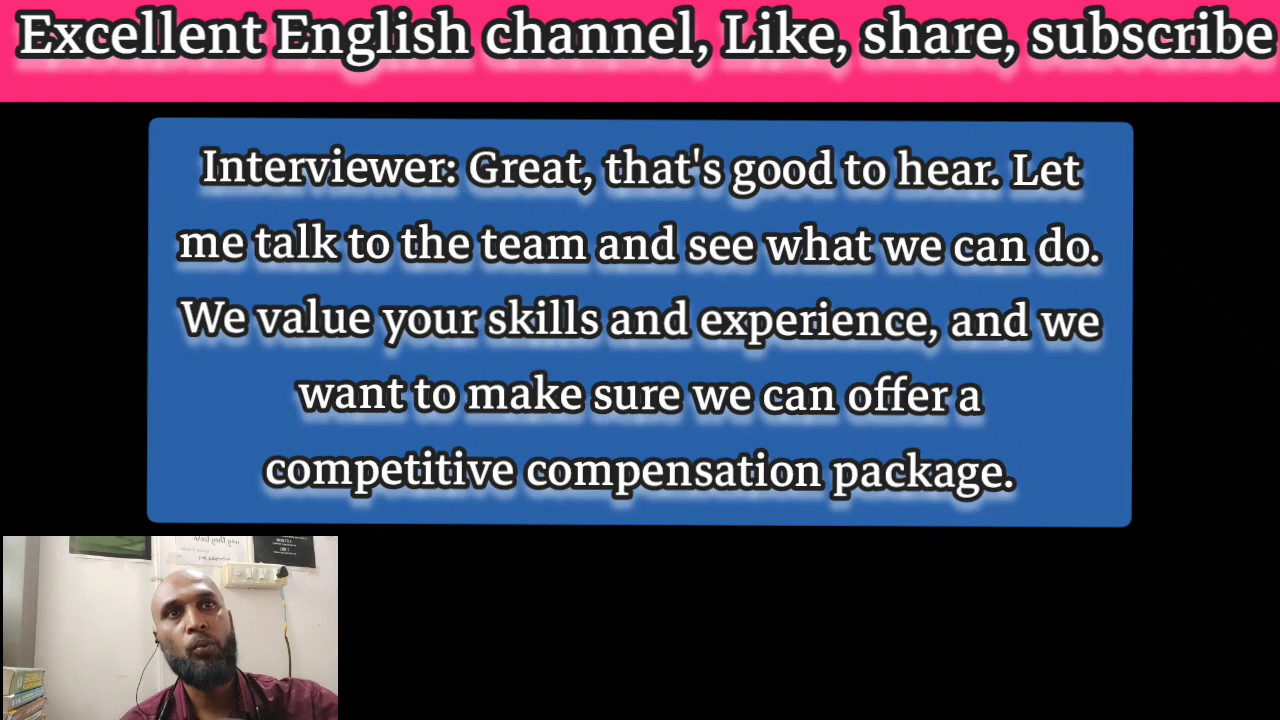 Excellent English channel, Like, share, subscribe
Interviewer: Great, that's good to hear. Let
me talk to the team and see what we can do.
We value your skills and experience, and we
want to make sure we can offer a
competitive compensation package.